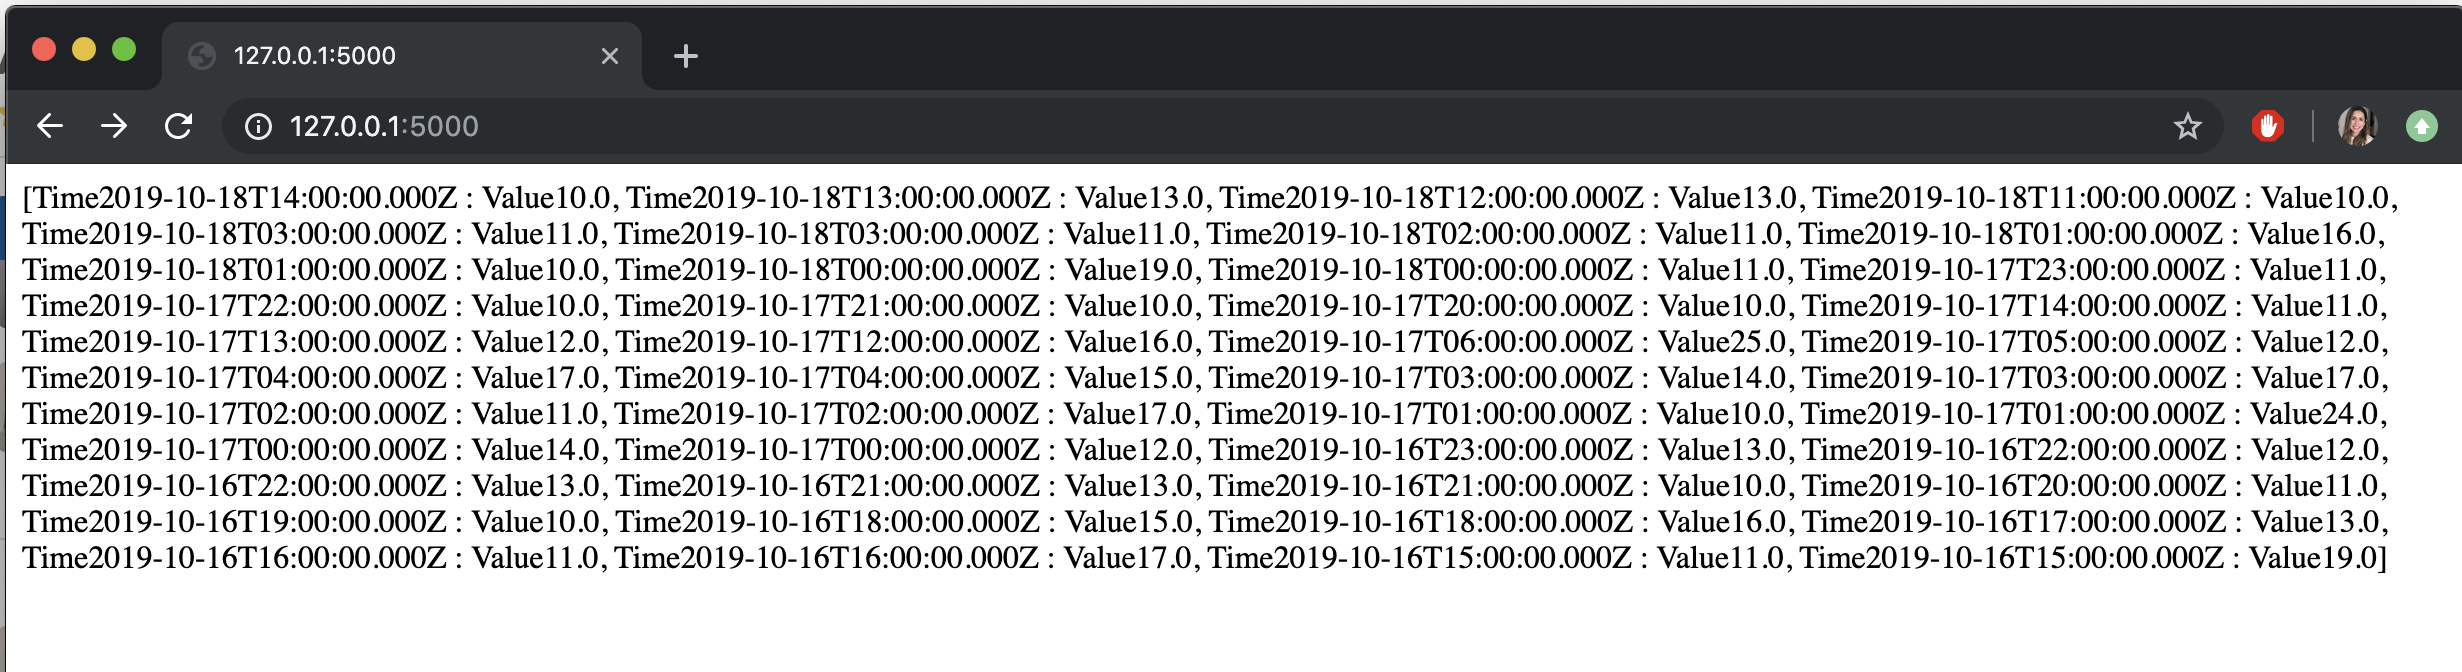 127.0.0.1:5000
127.0.0.1:5000
[Time2019-10-18T14:00:00.000Z : Value10.0, Time2019-10-18T13:00:00.000Z : Value13.0, Time2019-10-18T12:00:00.000Z : Value13.0, Time2019-10-18T11:00:00.000Z : Value10.0,
Time2019-10-18T03:00:00.000Z : Value11.0, Time2019-10-18T03:00:00.000Z : Value11.0, Time2019-10-18T02:00:00.000Z : Value11.0, Time2019-10-18T01:00:00.000Z : Value16.0,
Time2019-10-18T01:00:00.000Z : Value10.0, Time2019-10-18T00:00:00.000Z : Value19.0, Time2019-10-18T00:00:00.000Z : Value11.0, Time2019-10-17T23:00:00.000Z : Value11.0,
Time2019-10-17T22:00:00.000Z : Value10.0, Time2019-10-17T21:00:00.000Z : Value10.0, Time2019-10-17T20:00:00.000Z : Value10.0, Time2019-10-17T14:00:00.000Z : Value11.0,
Time2019-10-17T13:00:00.000Z : Value12.0, Time2019-10-17T12:00:00.000Z : Value16.0, Time2019-10-17T06:00:00.000Z : Value25.0, Time2019-10-17T05:00:00.000Z : Value12.0,
Time2019-10-17T04:00:00.000Z : Value17.0, Time2019-10-17T04:00:00.000Z : Value15.0, Time2019-10-17T03:00:00.000Z : Value14.0, Time2019-10-17T03:00:00.000Z : Value17.0,
Time2019-10-17T02:00:00.000Z : Value11.0, Time2019-10-17T02:00:00.000Z : Value17.0, Time2019-10-17T01:00:00.000Z : Value10.0, Time2019-10-17T01:00:00.000Z : Value24.0,
Time2019-10-17T00:00:00.000Z : Value14.0, Time2019-10-17T00:00:00.000Z : Value12.0, Time2019-10-16T23:00:00.000Z : Value13.0, Time2019-10-16T22:00:00.000Z : Value12.0,
Time2019-10-16T22:00:00.000Z : Value13.0, Time2019-10-16T21:00:00.000Z : Value13.0, Time2019-10-16T21:00:00.000Z : Value10.0, Time2019-10-16T20:00:00.000Z : Value11.0,
Time2019-10-16T19:00:00.000Z : Value10.0, Time2019-10-16T18:00:00.000Z : Value15.0, Time2019-10-16T18:00:00.000Z : Value16.0, Time2019-10-16T17:00:00.000Z : Value13.0,
Time2019-10-16T16:00:00.000Z : Value11.0, Time2019-10-16T16:00:00.000Z : Value17.0, Time2019-10-16T15:00:00.000Z : Value11.0, Time2019-10-16T15:00:00.000Z : Value19.0]